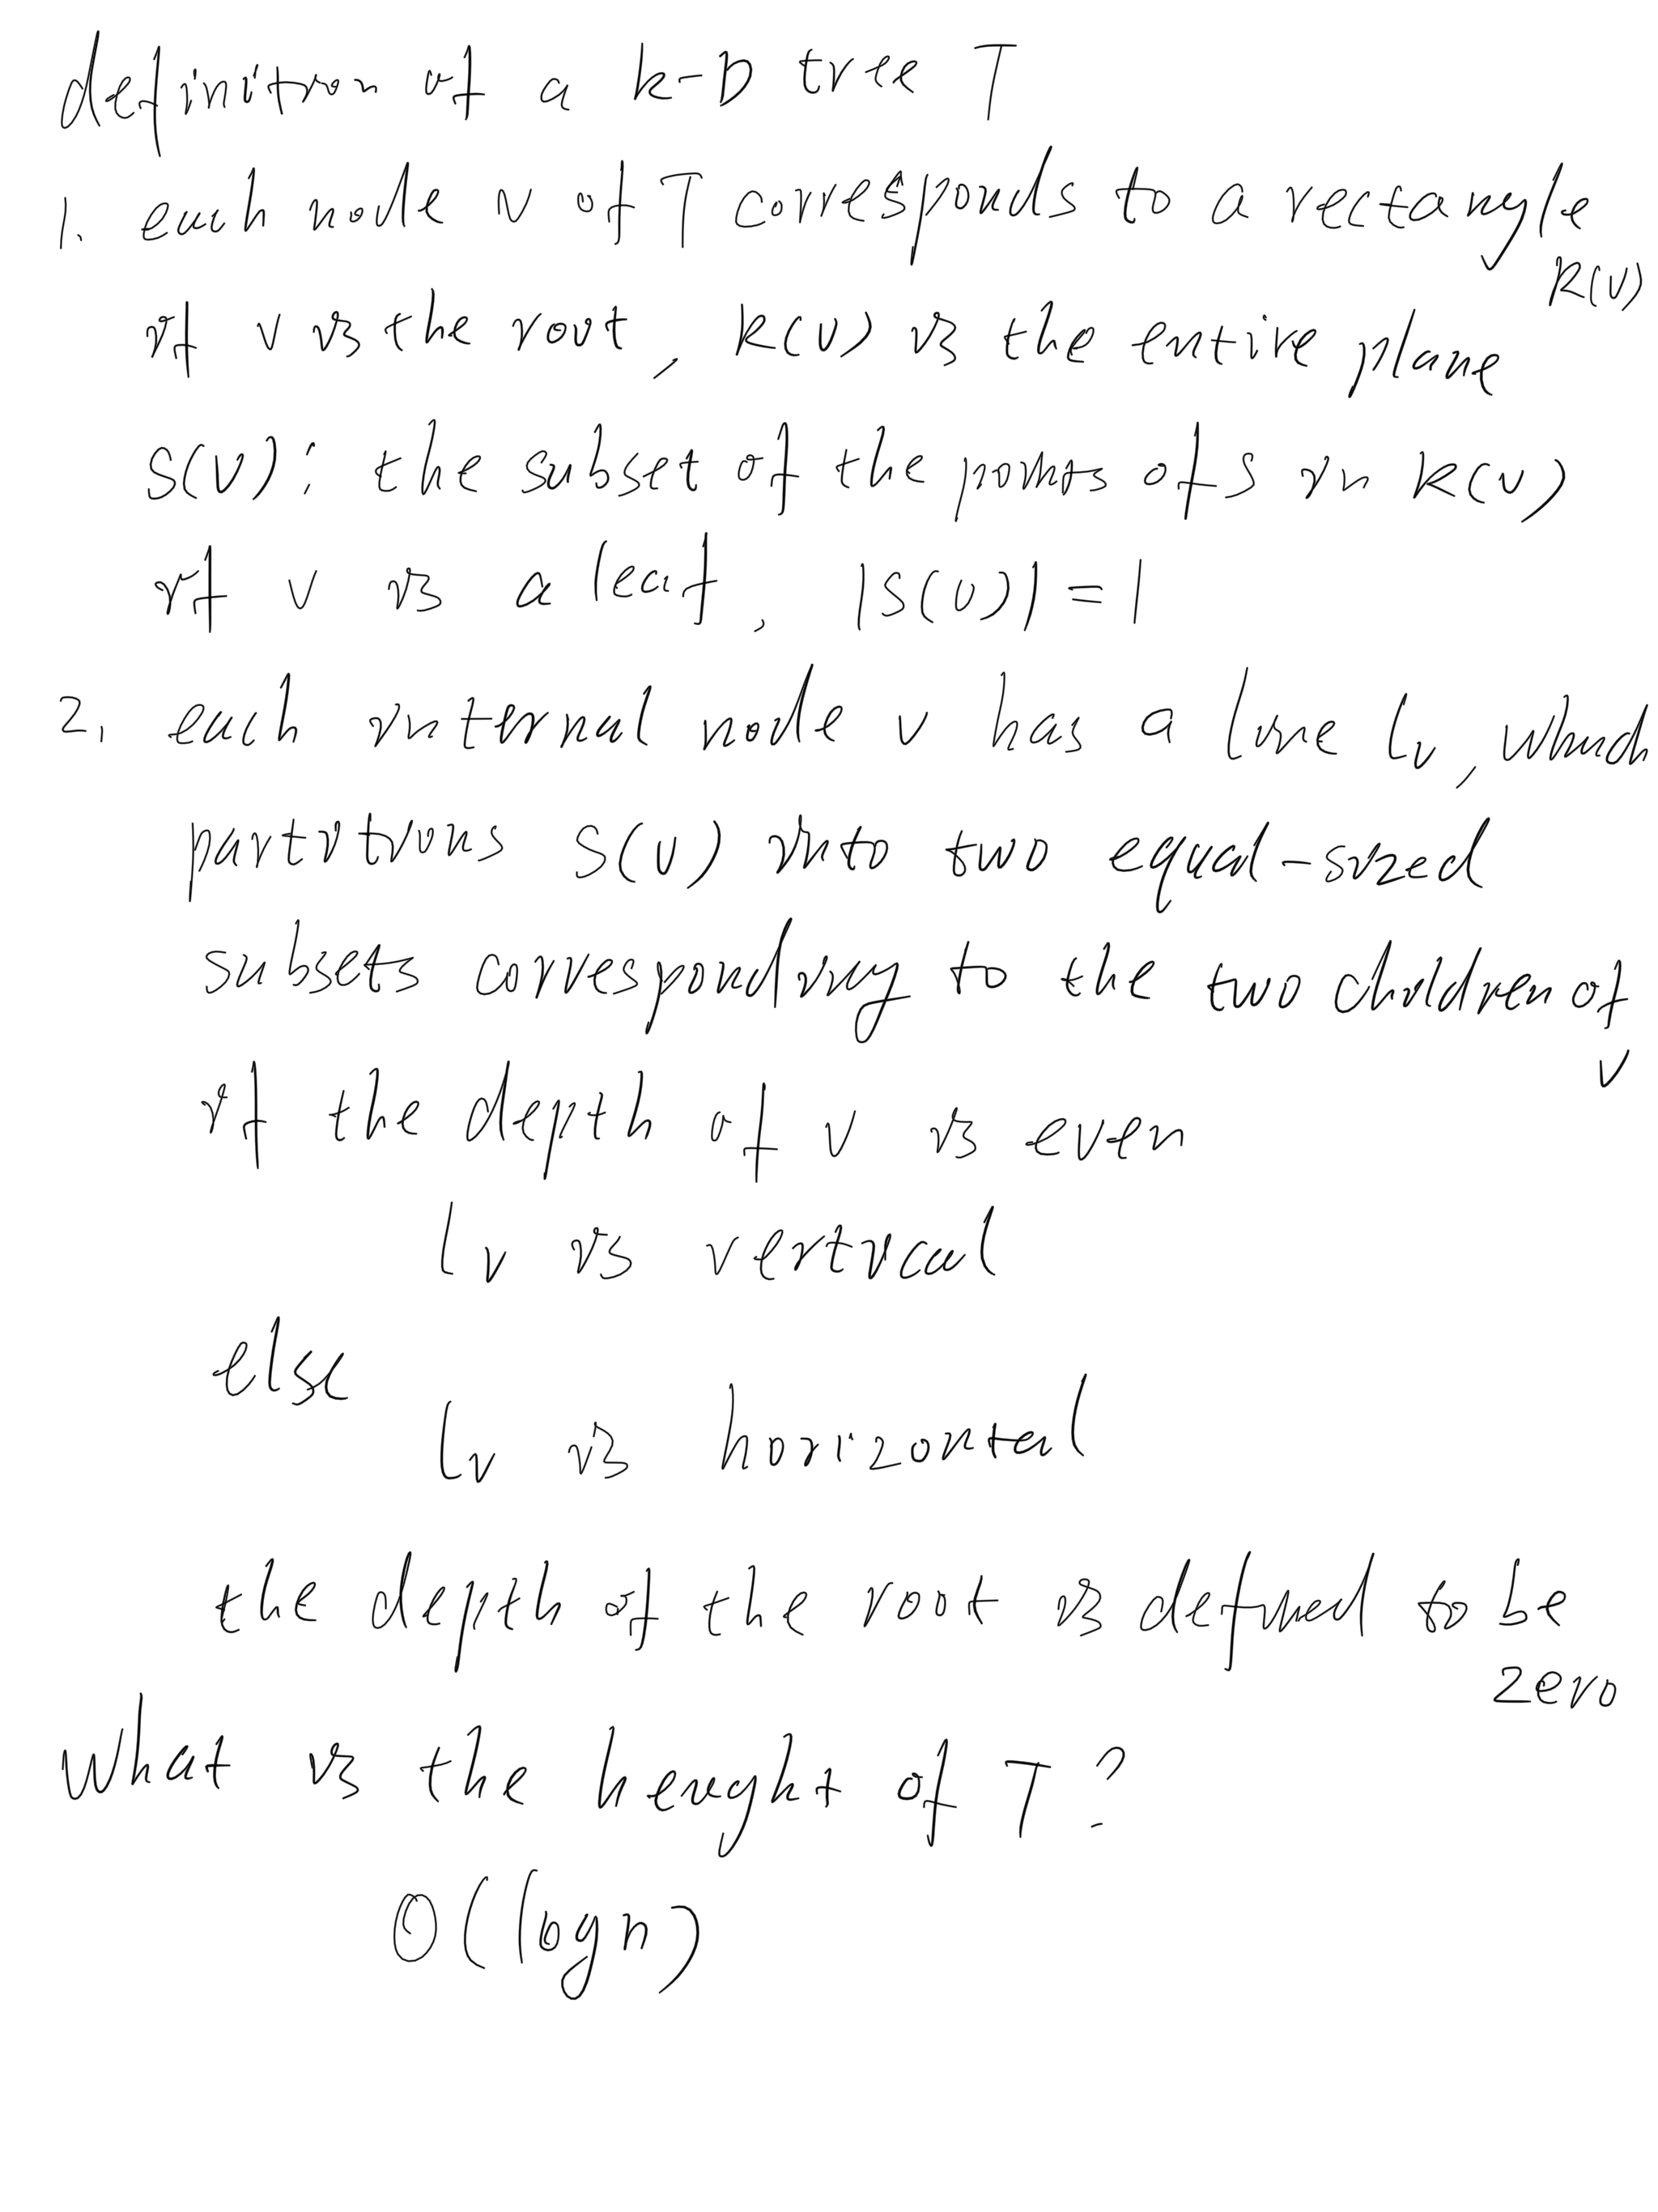 definition of a k-D tree T
1. each node v of T corresponds to a rectangle
R(v)
if v is the root, R(v) is the entire plane
S(v): the subset of the points of S in R(v)
if v is a leaf, |S(v)| = 1
2. each internal node v has a line lv, which
partitions S(v) into two equal-sized
subsets corresponding to the two children of
v
if the depth of v is even
lv is vertical
else
lv is horizontal
the depth of the root is defined to be
zero
What is the height of T?
O(log n)